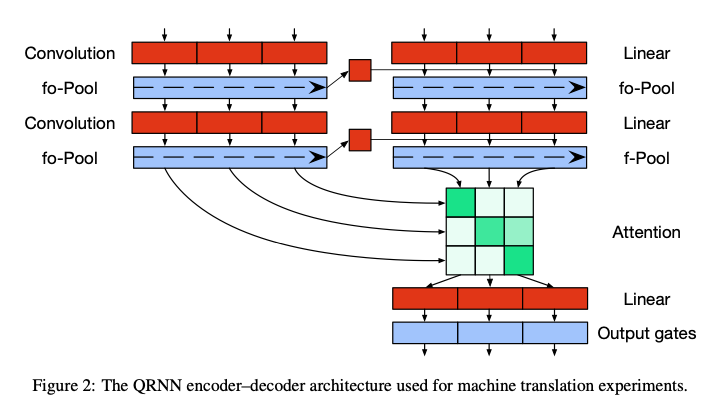 Convolution
Linear
fo-Pool
fo-Pool
Convolution
Linear
fo-Pool
f-Pool
Attention
Linear
Output gates
Figure 2: The QRNN encoder–decoder architecture used for machine translation experiments.